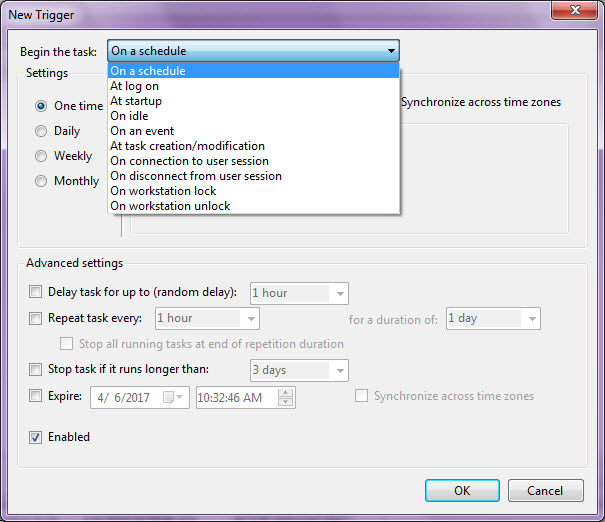 New Trigger
Begin the task: On a schedule
On a schedule
At log on
At startup
On idle
On an event
At task creation/modification
On connection to user session
On disconnect from user session
On workstation lock
On workstation unlock
Settings
One time
Daily
Weekly
Monthly
Synchronize across time zones
Advanced settings
Delay task for up to (random delay): 1 hour
Repeat task every: 1 hour for a duration of: 1 day
Stop all running tasks at end of repetition duration
Stop task if it runs longer than: 3 days
Expire: 4/ 6/2017 10:32:46 AM Synchronize across time zones
Enabled
OK Cancel